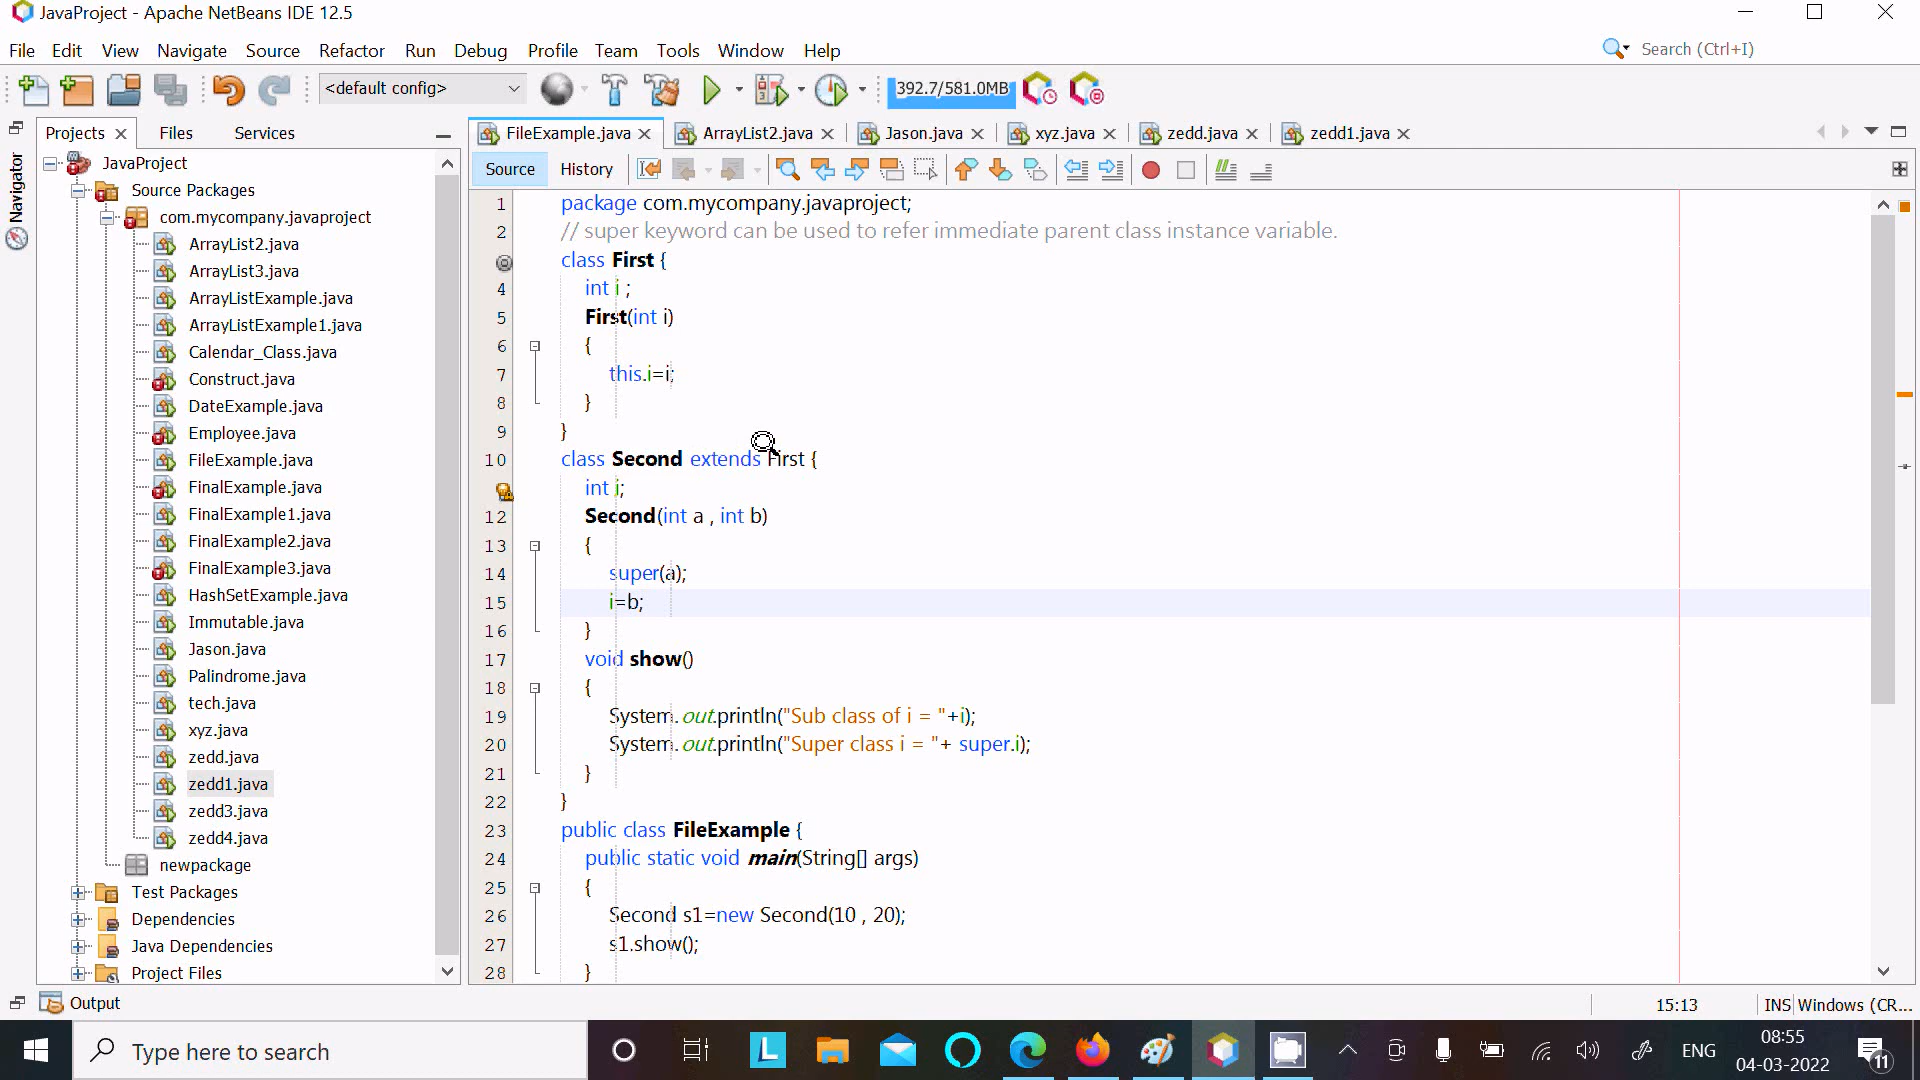 JavaProject - Apache NetBeans IDE 12.5
File Edit View Navigate Source Refactor Run Debug Profile Team Tools Window Help
Search (Ctrl+I)
<default config>
392.7/581.0MB
Projects Files Services
Navigator
JavaProject
Source Packages
com.mycompany.javaproject
ArrayList2.java
ArrayList3.java
ArrayListExample.java
ArrayListExample1.java
Calendar_Class.java
Construct.java
DateExample.java
Employee.java
FileExample.java
FinalExample.java
FinalExample1.java
FinalExample2.java
FinalExample3.java
HashSetExample.java
Immutable.java
Jason.java
Palindrome.java
tech.java
xyz.java
zedd.java
zedd1.java
zedd3.java
zedd4.java
newpackage
Test Packages
Dependencies
Java Dependencies
Project Files
FileExample.java ArrayList2.java Jason.java xyz.java zedd.java zedd1.java
Source History
1 package com.mycompany.javaproject;
2 // super keyword can be used to refer immediate parent class instance variable.
class First {
4 int i ;
5 First(int i)
6 {
7 this.i=i;
8 }
9 }
10 class Second extends First {
int i;
12 Second(int a , int b)
13 {
14 super(a);
15 i=b;
16 }
17 void show()
18 {
19 System.out.println("Sub class of i = "+i);
20 System.out.println("Super class i = "+ super.i);
21 }
22 }
23 public class FileExample {
24 public static void main(String[] args)
25 {
26 Second s1=new Second(10 , 20);
27 s1.show();
28 }
Output
15:13 INS Windows (CR...
Type here to search
L
ENG
08:55
04-03-2022
11